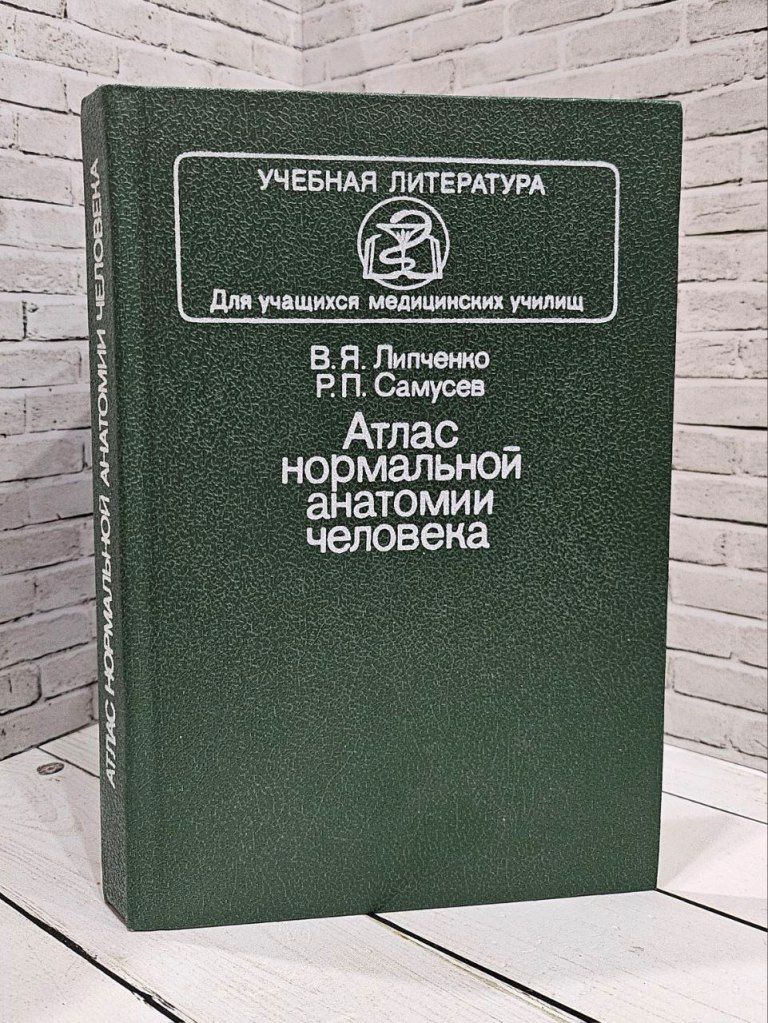 АТЛАС НОРМАЛЬНОЙ АНАТОМИИ ЧЕЛОВЕКА
УЧЕБНАЯ ЛИТЕРАТУРА
Для учащихся медицинских училищ
В. Я. Липченко
Р. П. Самусев
Атлас
нормальной
анатомии
человека